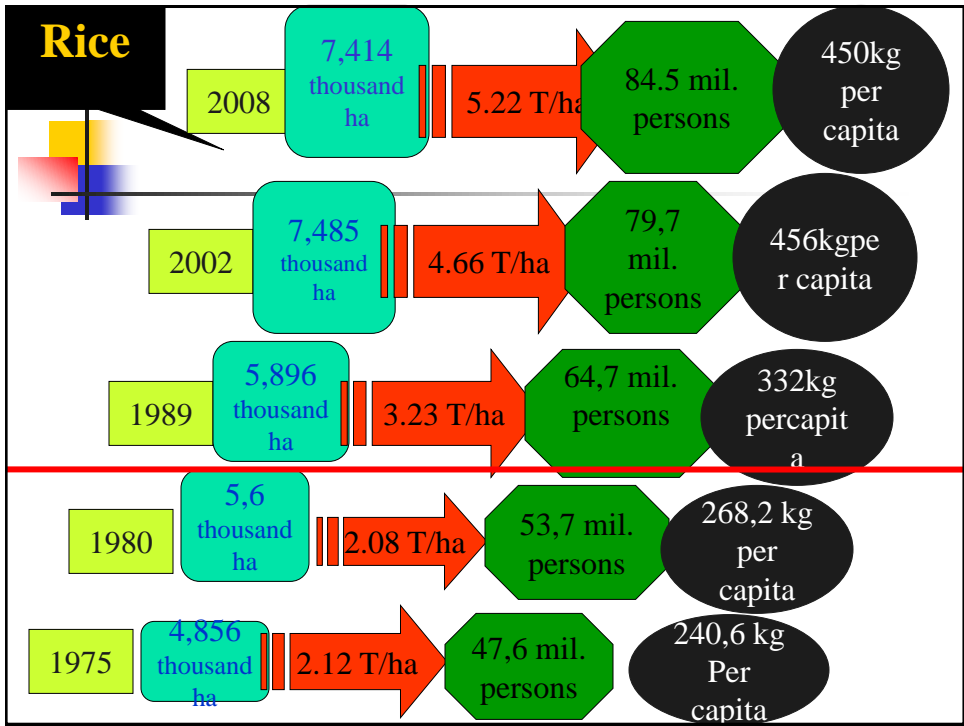 Rice
2008
7,414
thousand
ha
5.22 T/ha
84.5 mil.
persons
450kg
per
capita
2002
7,485
thousand
ha
4.66 T/ha
79,7
mil.
persons
456kgpe
r capita
1989
5,896
thousand
ha
3.23 T/ha
64,7 mil.
persons
332kg
percapit
a
1980
5,6
thousand
ha
2.08 T/ha
53,7 mil.
persons
268,2 kg
per
capita
1975
4,856
thousand
ha
2.12 T/ha
47,6 mil.
persons
240,6 kg
Per
capita